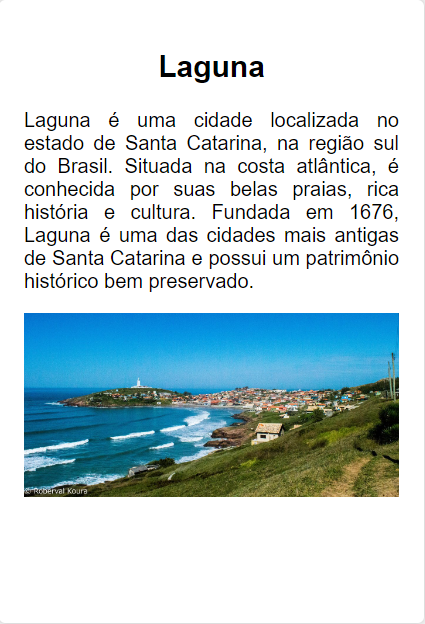 Laguna
Laguna é uma cidade localizada no
estado de Santa Catarina, na região sul
do Brasil. Situada na costa atlântica, é
conhecida por suas belas praias, rica
história e cultura. Fundada em 1676,
Laguna é uma das cidades mais antigas
de Santa Catarina e possui um patrimônio
histórico bem preservado.
© Roberval Koura